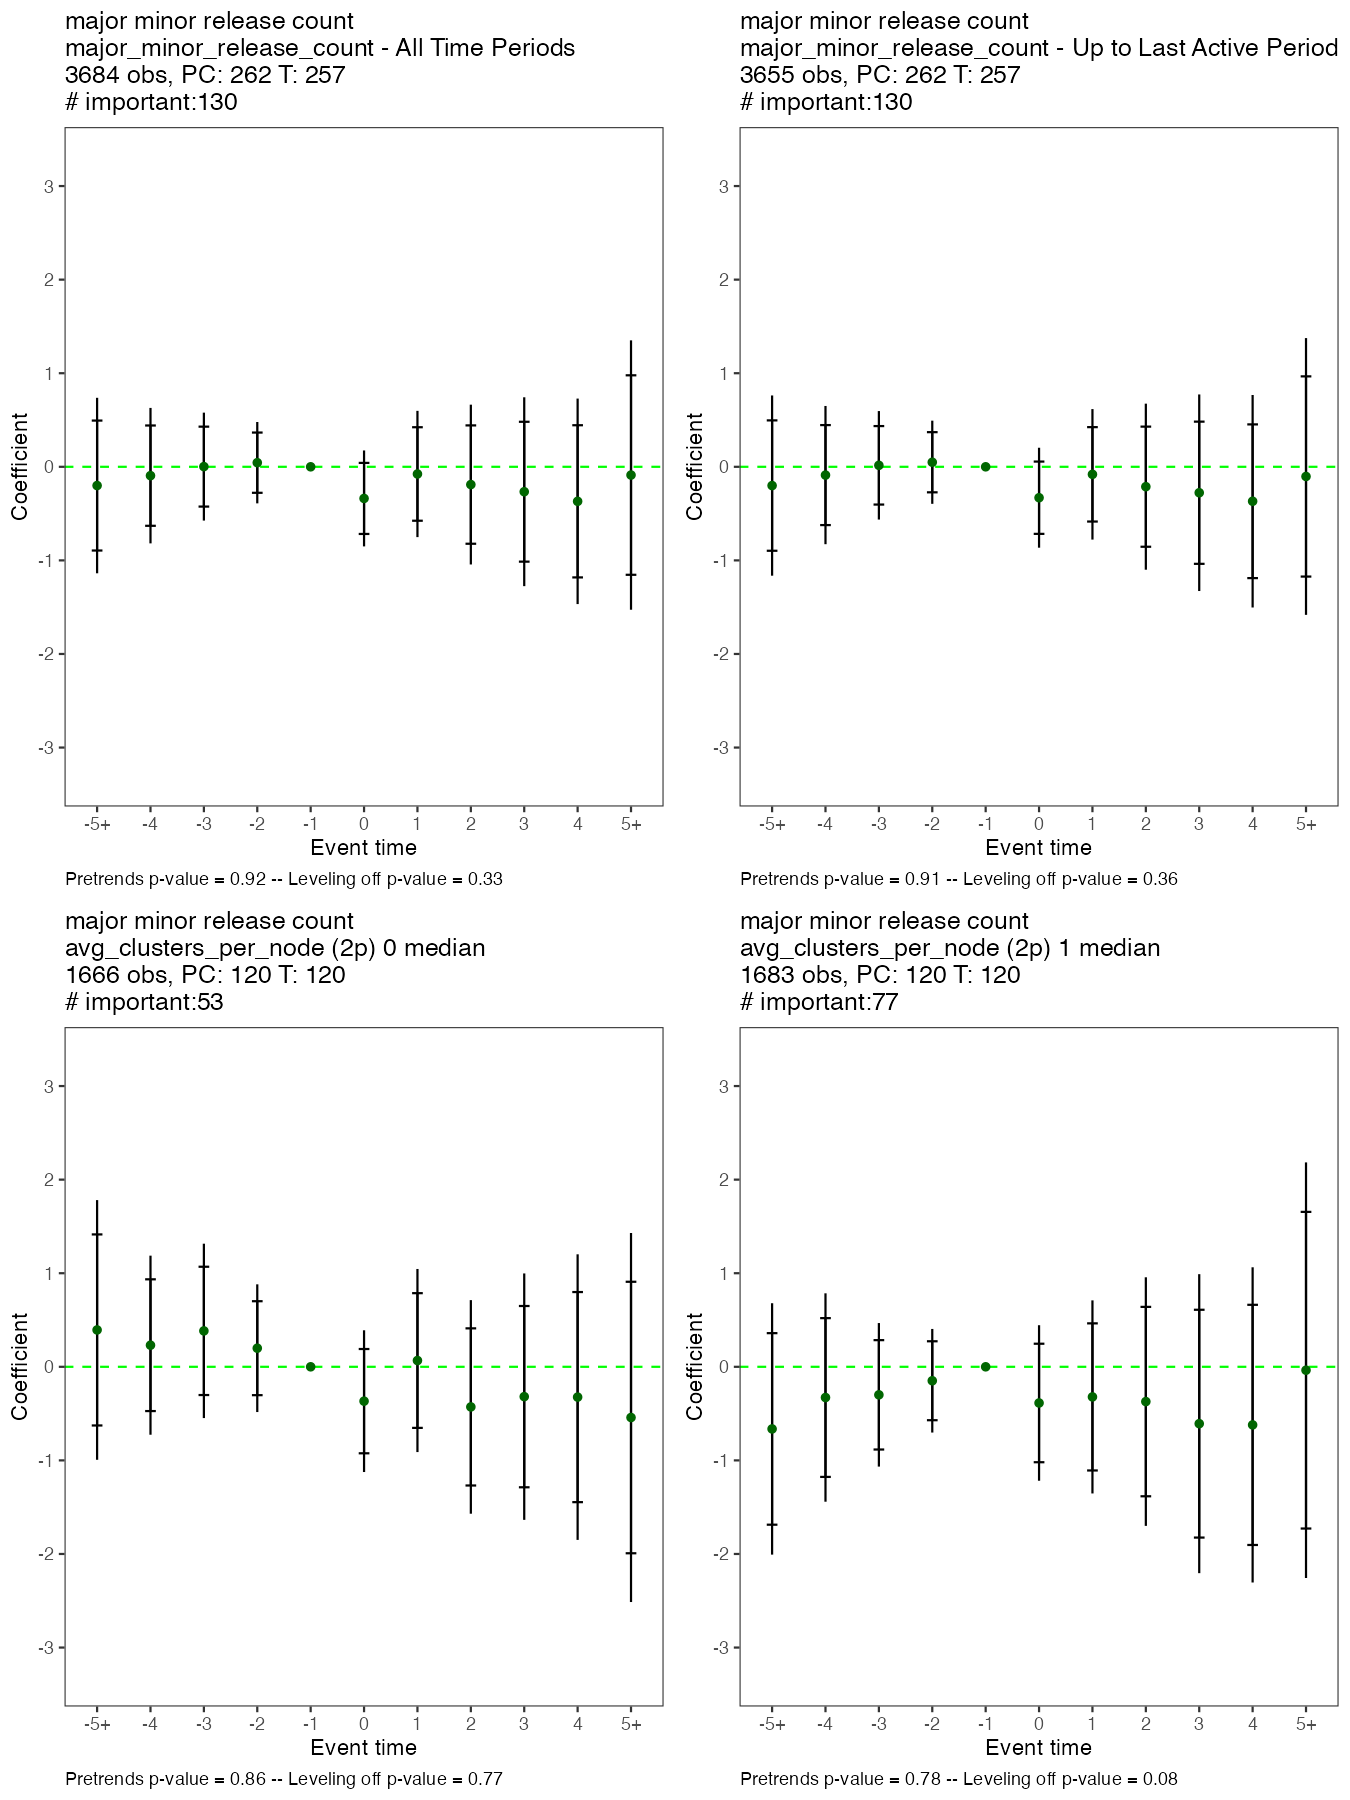 major minor release count
major_minor_release_count - All Time Periods
3684 obs, PC: 262 T: 257
# important:130
3
2
1
0
-1
-2
-3
Coefficient
-5+ -4 -3 -2 -1 0 1 2 3 4 5+
Event time
Pretrends p-value = 0.92 -- Leveling off p-value = 0.33
major minor release count
major_minor_release_count - Up to Last Active Period
3655 obs, PC: 262 T: 257
# important:130
3
2
1
0
-1
-2
-3
Coefficient
-5+ -4 -3 -2 -1 0 1 2 3 4 5+
Event time
Pretrends p-value = 0.91 -- Leveling off p-value = 0.36
major minor release count
avg_clusters_per_node (2p) 0 median
1666 obs, PC: 120 T: 120
# important:53
3
2
1
0
-1
-2
-3
Coefficient
-5+ -4 -3 -2 -1 0 1 2 3 4 5+
Event time
Pretrends p-value = 0.86 -- Leveling off p-value = 0.77
major minor release count
avg_clusters_per_node (2p) 1 median
1683 obs, PC: 120 T: 120
# important:77
3
2
1
0
-1
-2
-3
Coefficient
-5+ -4 -3 -2 -1 0 1 2 3 4 5+
Event time
Pretrends p-value = 0.78 -- Leveling off p-value = 0.08